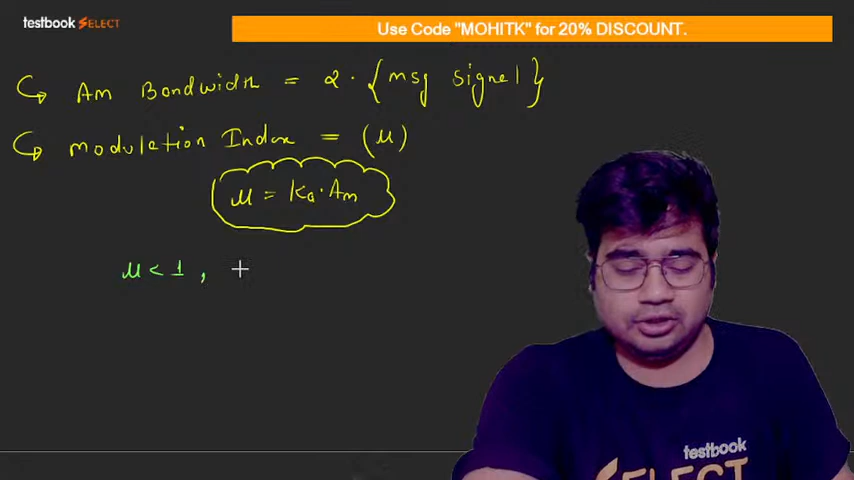 testbook SELECT
Use Code "MOHITK" for 20% DISCOUNT.
↳ Am Bandwidth = 2 · {msg signal}
↳ modulation Index = (μ)
μ = Ka · Am
μ < 1 ,
testbook
SELECT